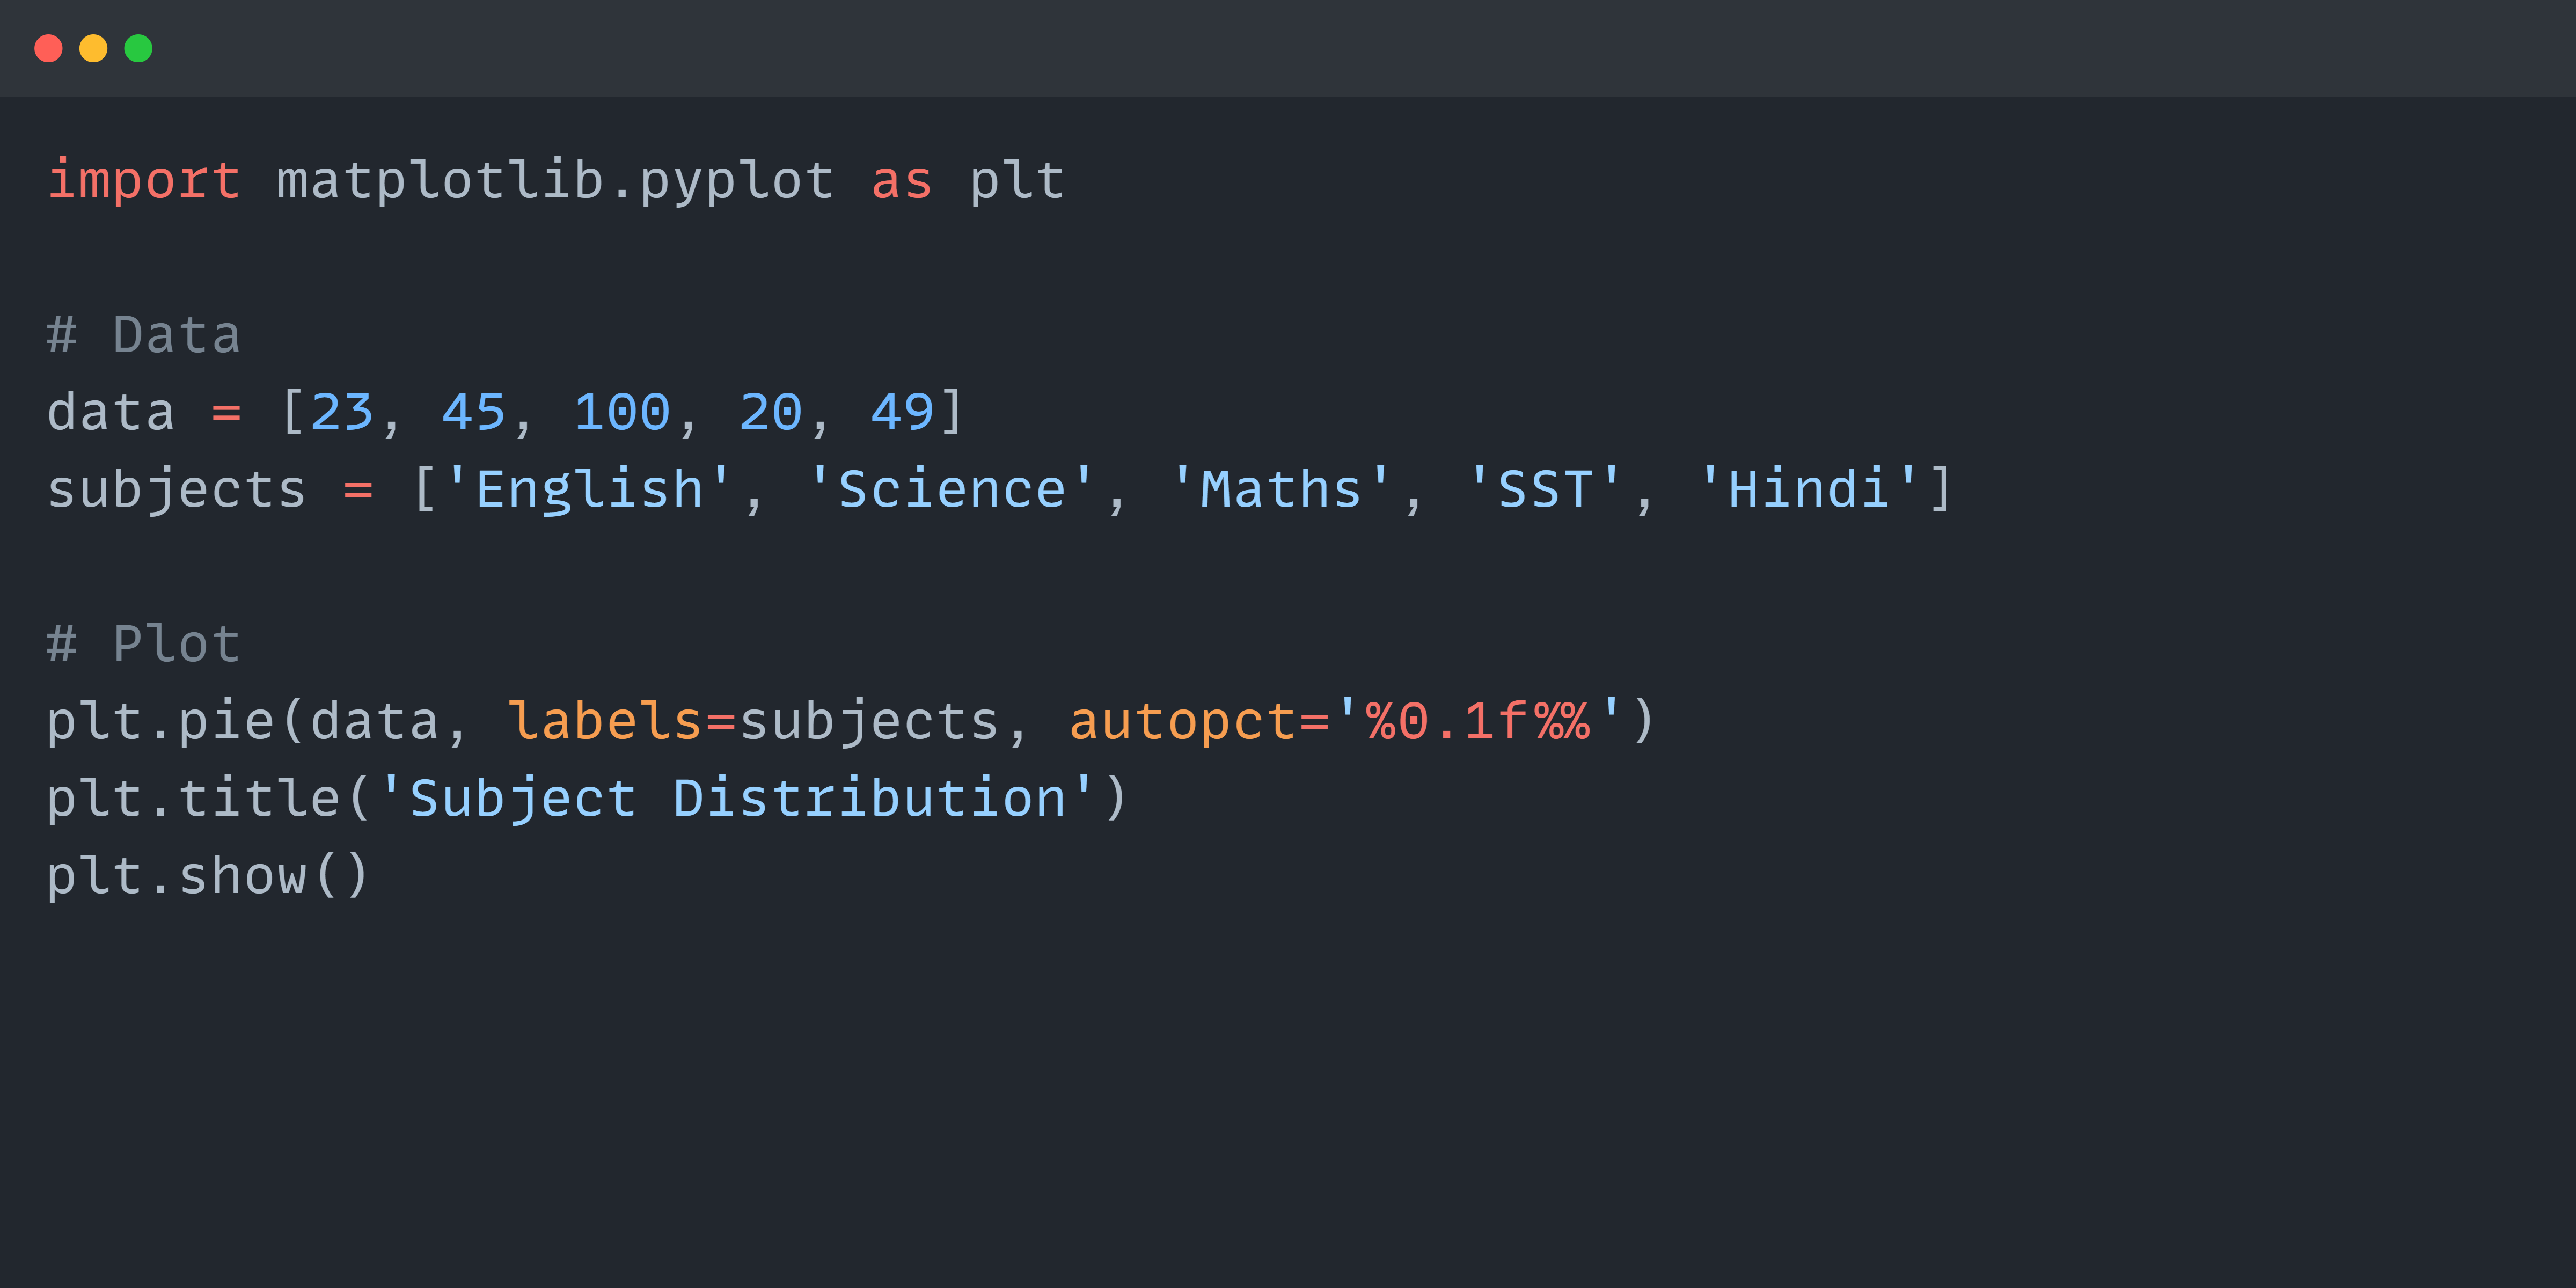 import matplotlib.pyplot as plt
# Data
data = [23, 45, 100, 20, 49]
subjects = ['English', 'Science', 'Maths', 'SST', 'Hindi']
# Plot
plt.pie(data, labels=subjects, autopct='%0.1f%%')
plt.title('Subject Distribution')
plt.show()